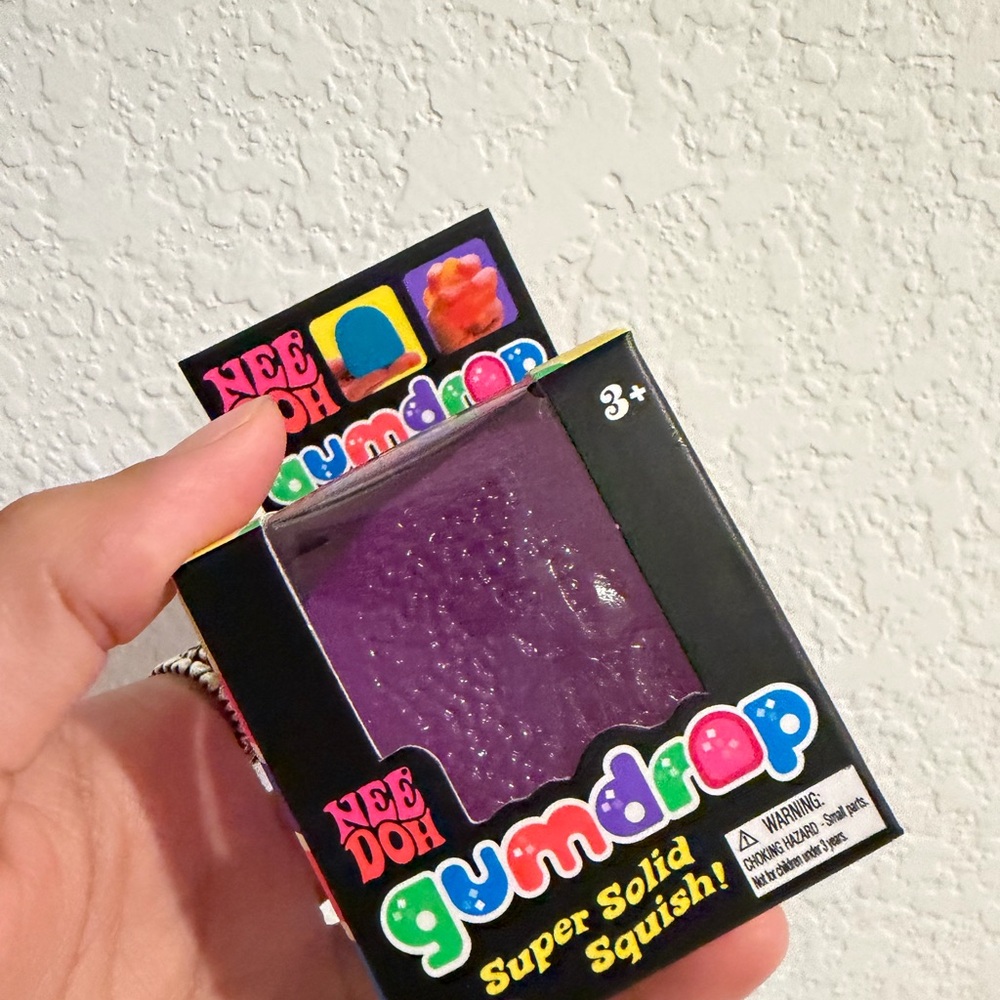 NEE
DOH
gumdrop
3+
NEE
DOH
gumdrop
Super Solid
Squish!
WARNING:
CHOKING HAZARD - Small parts.
Not for children under 3 years.